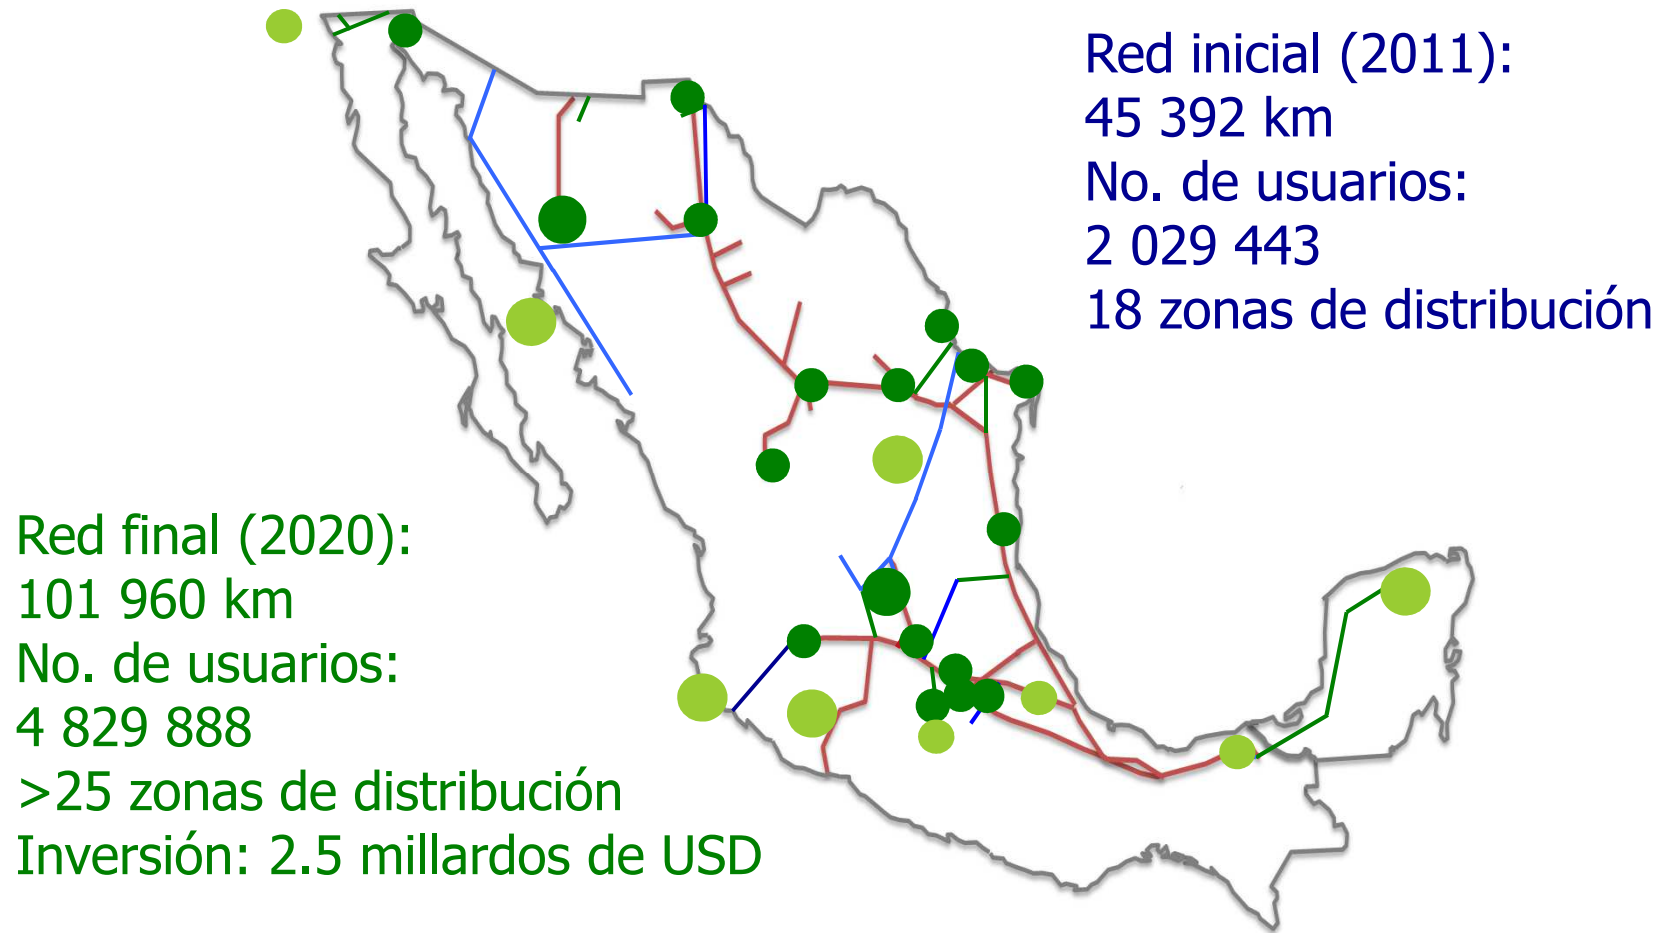 Red inicial (2011):
45 392 km
No. de usuarios:
2 029 443
18 zonas de distribución
Red final (2020):
101 960 km
No. de usuarios:
4 829 888
>25 zonas de distribución
Inversión: 2.5 millardos de USD